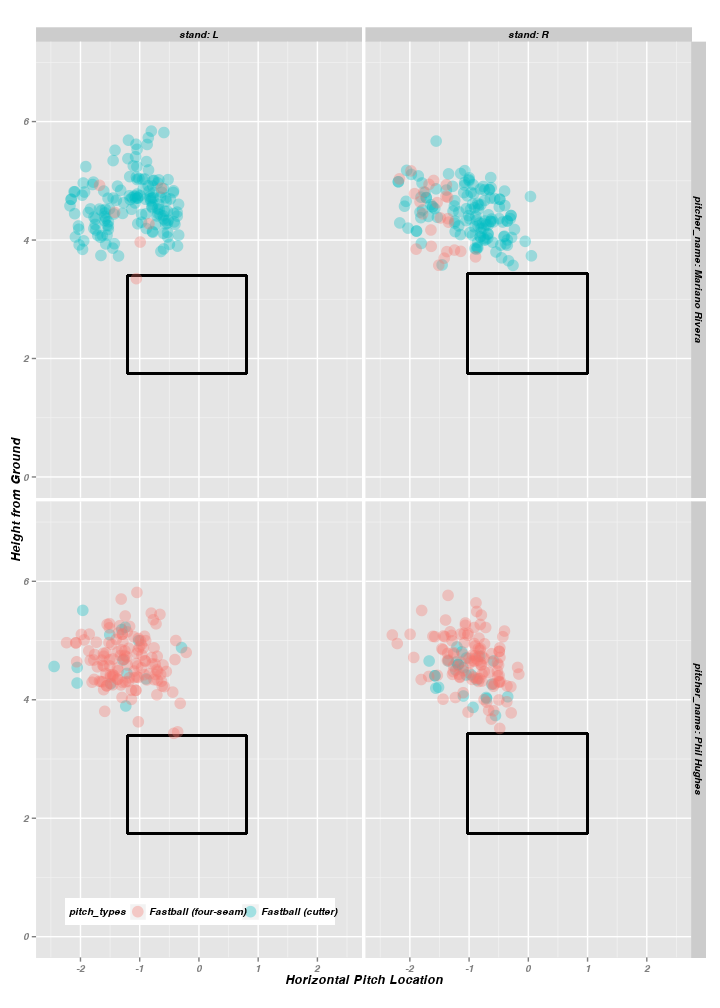 stand: L
stand: R
6
4
2
0
pitcher_name: Mariano Rivera
6
4
2
0
pitcher_name: Phil Hughes
Height from Ground
pitch_types Fastball (four-seam) Fastball (cutter)
-2 -1 0 1 2
-2 -1 0 1 2
Horizontal Pitch Location